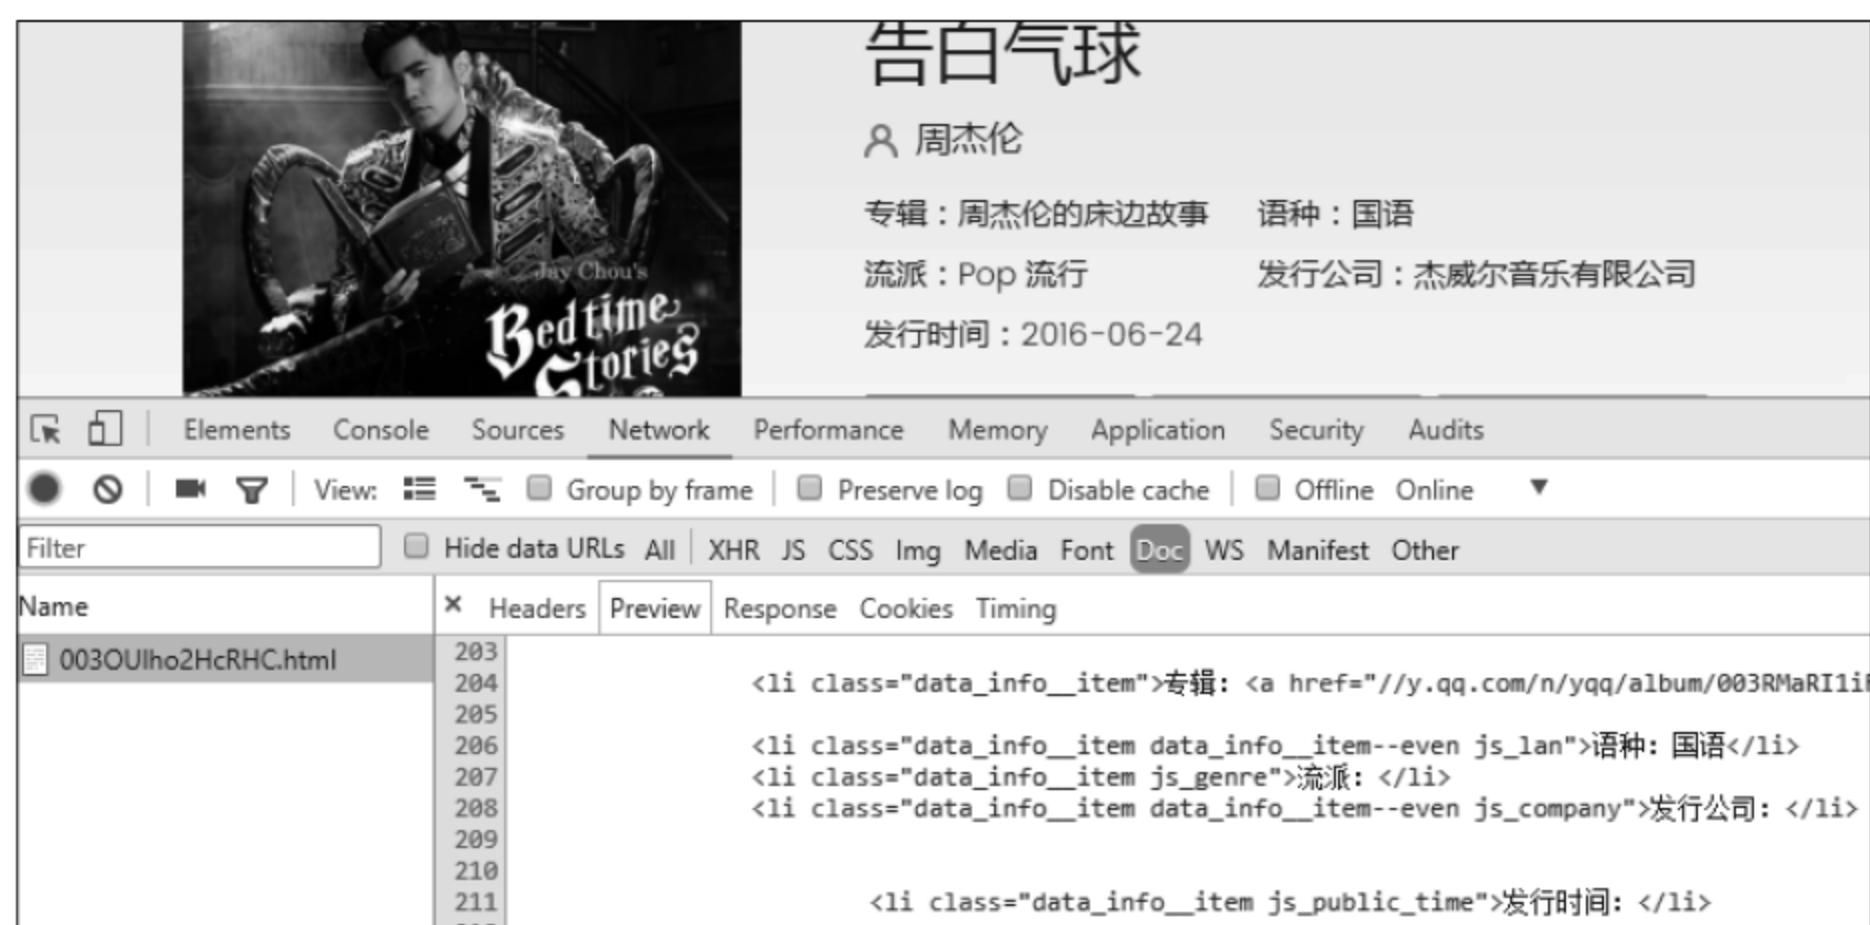 告白气球
周杰伦
专辑：周杰伦的床边故事 语种：国语
流派：Pop 流行 发行公司：杰威尔音乐有限公司
发行时间：2016-06-24
Jay Chou's
Bedtime
Stories
Elements Console Sources Network Performance Memory Application Security Audits
View: Group by frame Preserve log Disable cache Offline Online
Filter Hide data URLs All XHR JS CSS Img Media Font Doc WS Manifest Other
Name × Headers Preview Response Cookies Timing
003OUlho2HcRHC.html
203
204 <li class="data_info__item">专辑: <a href="//y.qq.com/n/yqq/album/003RMaRI1i
205
206 <li class="data_info__item data_info__item--even js_lan">语种: 国语</li>
207 <li class="data_info__item js_genre">流派: </li>
208 <li class="data_info__item data_info__item--even js_company">发行公司: </li>
209
210
211 <li class="data_info__item js_public_time">发行时间: </li>